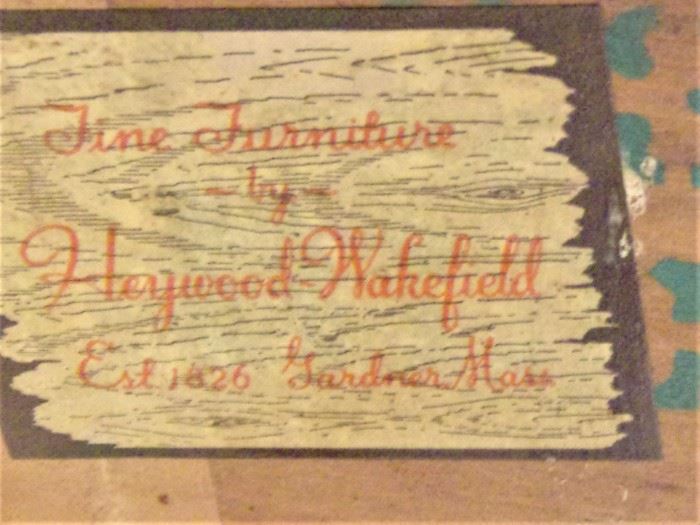 Fine Furniture
- by -
Heywood-Wakefield
Est 1826 Gardner, Mass.